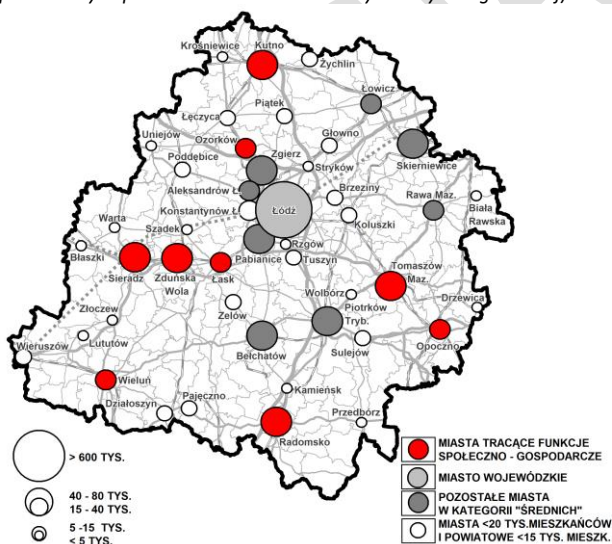 Krośniewice
Kutno
Żychlin
Łowicz
Łęczyca
Piątek
Uniejów
Ozorków
Głowno
Zgierz
Skierniewice
Poddębice
Stryków
Aleksandrów Ł.
Brzeziny
Rawa Maz.
Biała
Rawska
Konstantynów Ł.
Łódź
Koluszki
Warta
Szadek
Rzgów
Błaszki
Pabianice
Tuszyn
Sieradz
Zduńska
Wola
Łask
Tomaszów
Maz.
Wolbórz
Drzewica
Złoczew
Zelów
Piotrków
Tryb.
Wieruszów
Lututów
Bełchatów
Sulejów
Opoczno
Wieluń
Kamieńsk
Pajęczno
Działoszyn
Przedbórz
Radomsko
> 600 TYS.
40 - 80 TYS.
15 - 40 TYS.
5 -15 TYS.
< 5 TYS.
MIASTA TRACĄCE FUNKCJE
SPOŁECZNO - GOSPODARCZE
MIASTO WOJEWÓDZKIE
POZOSTAŁE MIASTA
W KATEGORII "ŚREDNICH"
MIASTA <20 TYS.MIESZKAŃCÓW
I POWIATOWE <15 TYS. MIESZK.